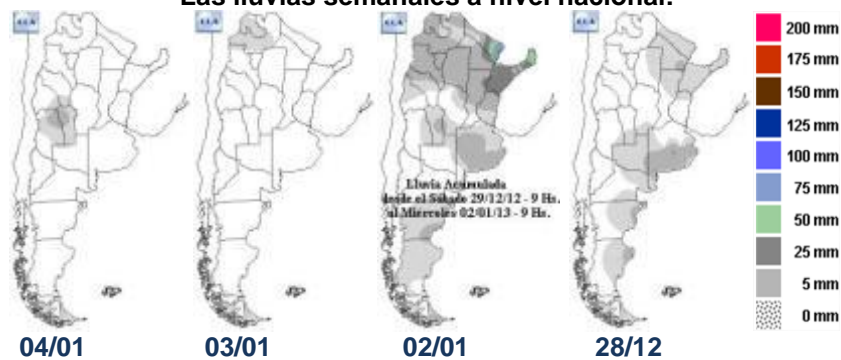 Las lluvias semanales a nivel nacional.
Lluvia Acumulada
desde el Sábado 29/12/12 - 9 Hs.
al Miercoles 02/01/13 - 9 Hs.
200 mm
175 mm
150 mm
125 mm
100 mm
75 mm
50 mm
25 mm
5 mm
0 mm
04/01
03/01
02/01
28/12